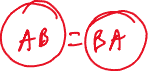 AB = BA